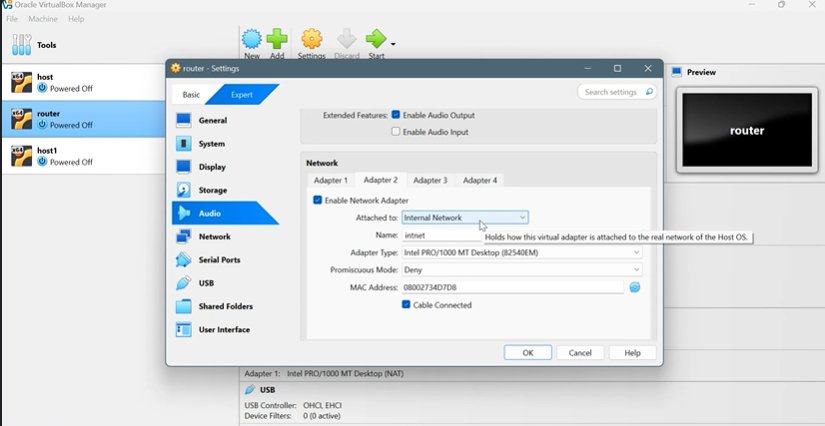 Oracle VirtualBox Manager
File Machine Help
Tools
New Add Settings Discard Start
x64 host
Powered Off
x64 router
Powered Off
x64 host1
Powered Off
router - Settings
Basic Expert
Search settings
General
System
Display
Storage
Audio
Network
Serial Ports
USB
Shared Folders
User Interface
Extended Features: Enable Audio Output
Enable Audio Input
Network
Adapter 1 Adapter 2 Adapter 3 Adapter 4
Enable Network Adapter
Attached to: Internal Network
Name: intnet
Holds how this virtual adapter is attached to the real network of the Host OS.
Adapter Type: Intel PRO/1000 MT Desktop (82540EM)
Promiscuous Mode: Deny
MAC Address: 08002734D7D8
Cable Connected
OK Cancel Help
Preview
router
Adapter 1: Intel PRO/1000 MT Desktop (NAT)
USB
USB Controller: OHCI, EHCI
Device Filters: 0 (0 active)